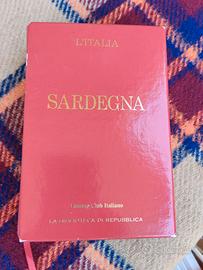 L'ITALIA
SARDEGNA
Touring Club Italiano
LA BIBLIOTECA DI REPUBBLICA